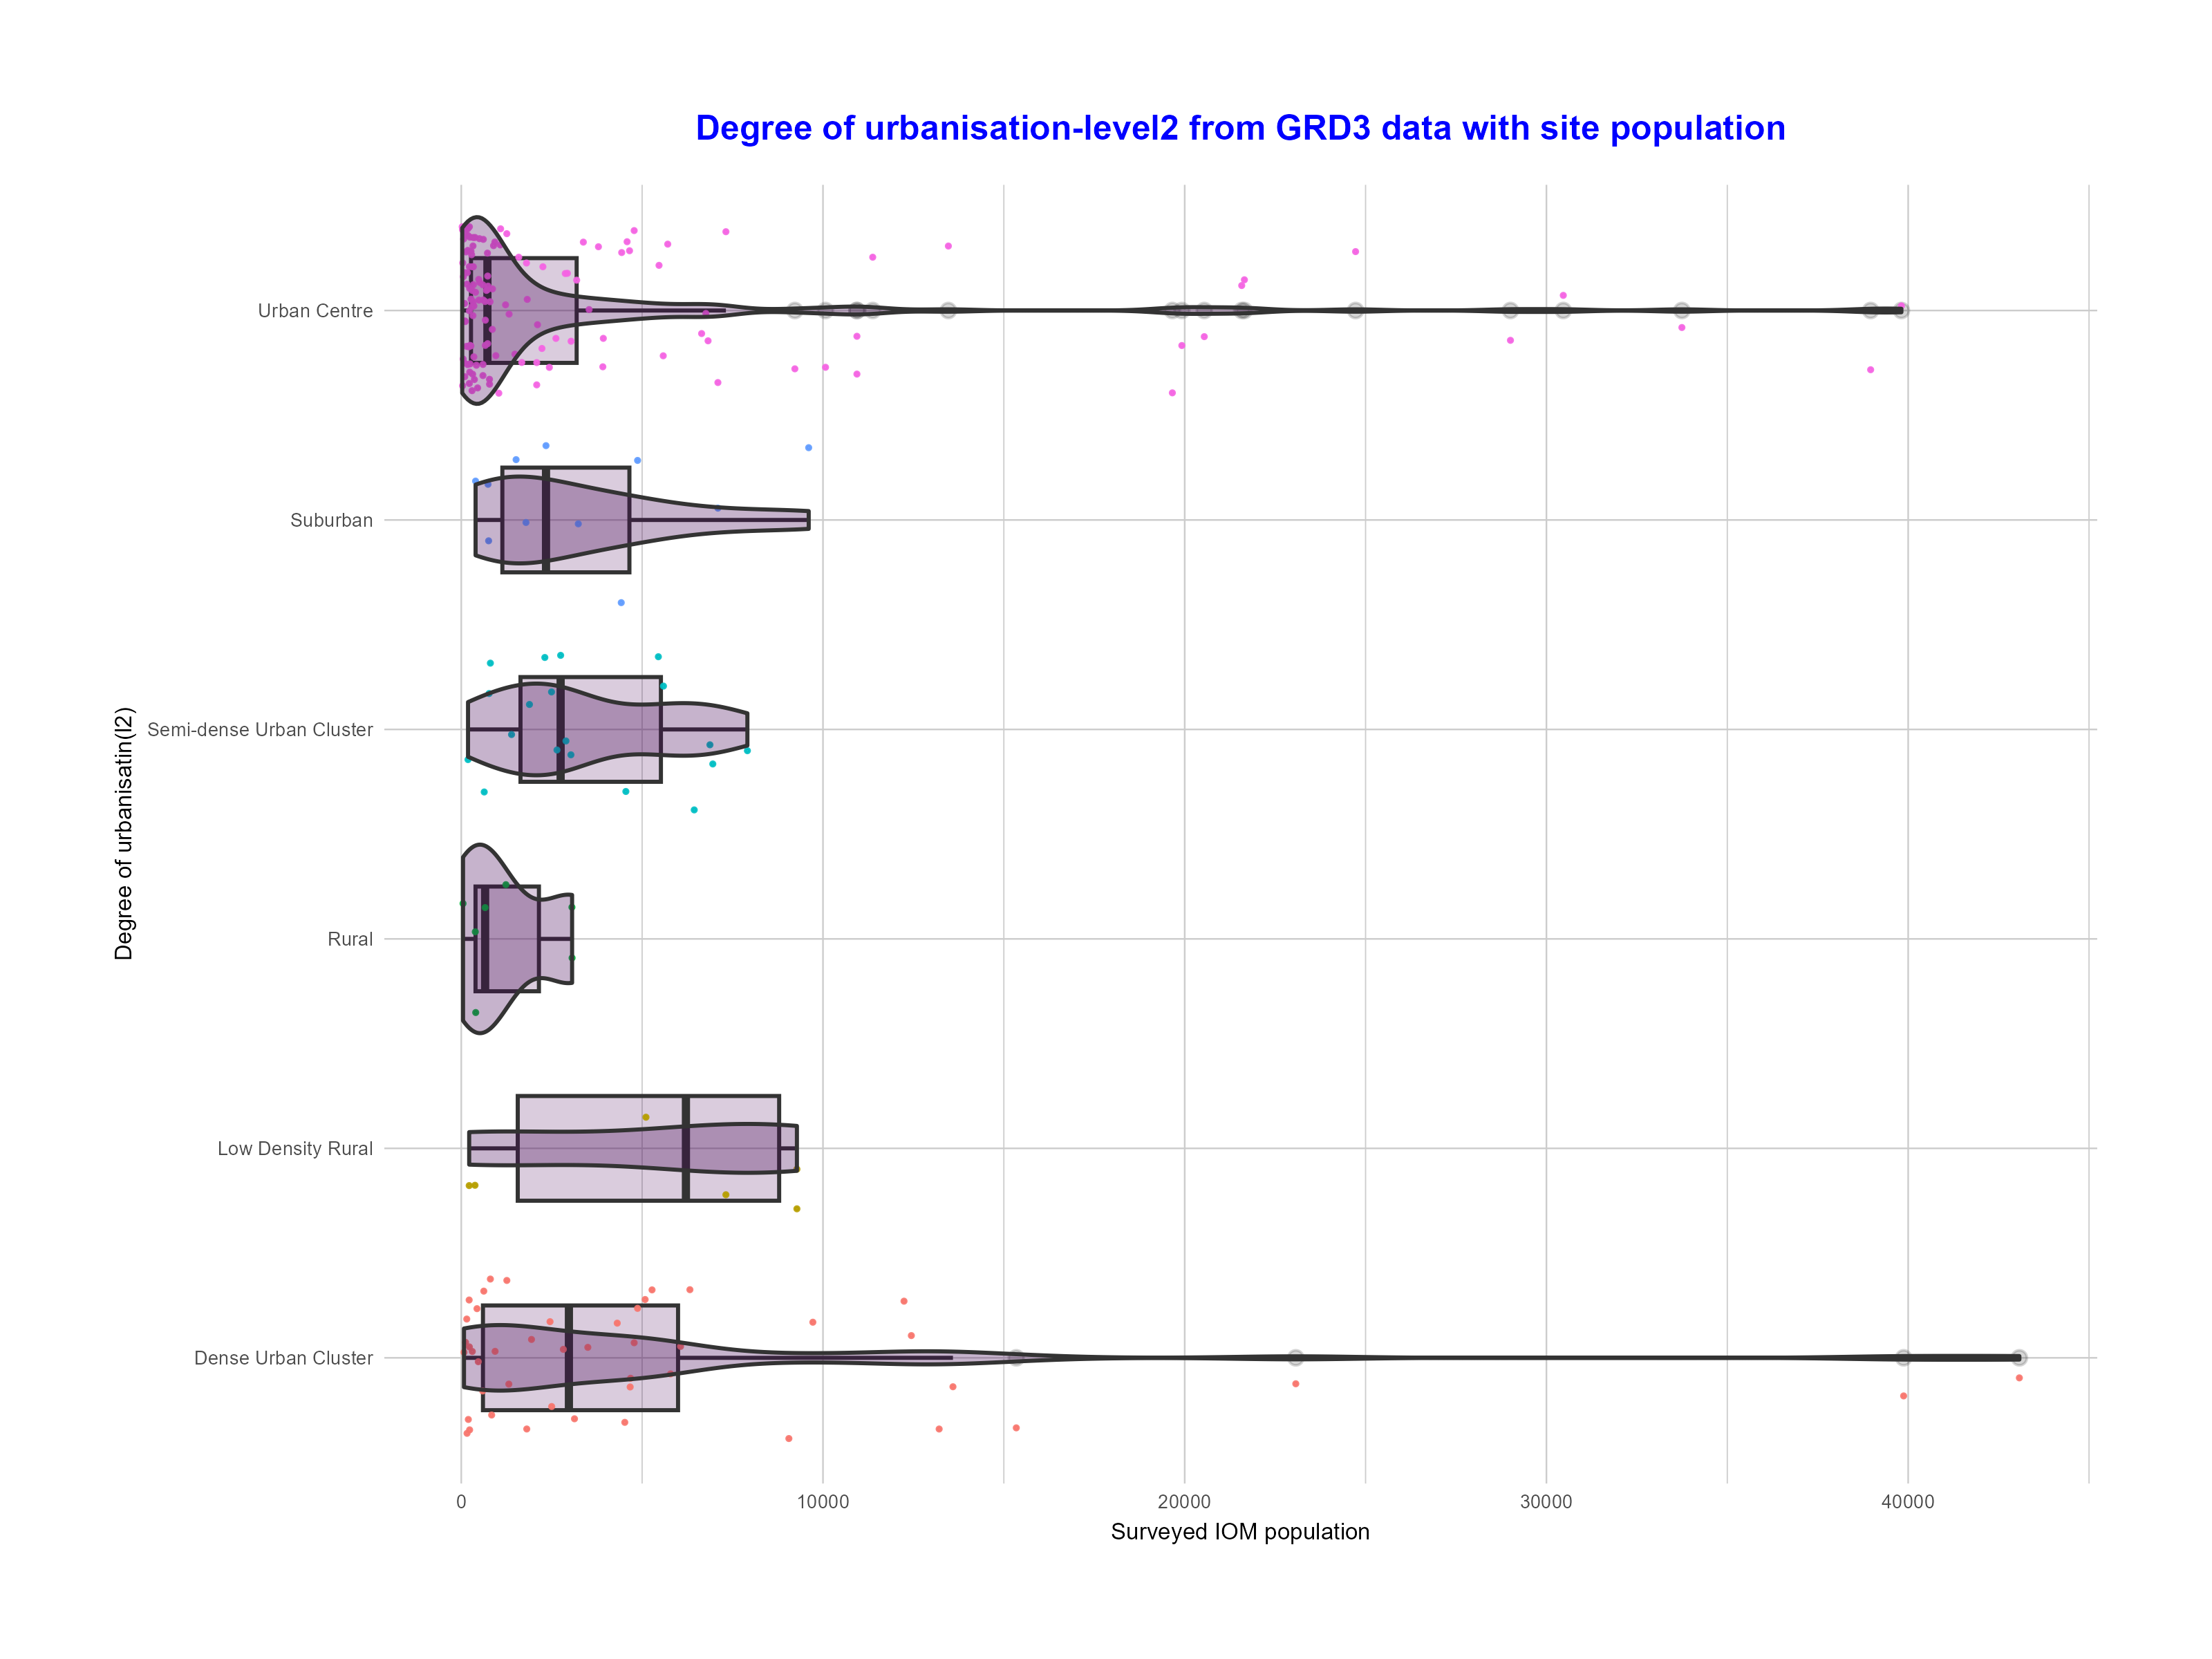 Degree of urbanisation-level2 from GRD3 data with site population
Degree of urbanisatin(l2)
Urban Centre
Suburban
Semi-dense Urban Cluster
Rural
Low Density Rural
Dense Urban Cluster
0 10000 20000 30000 40000
Surveyed IOM population